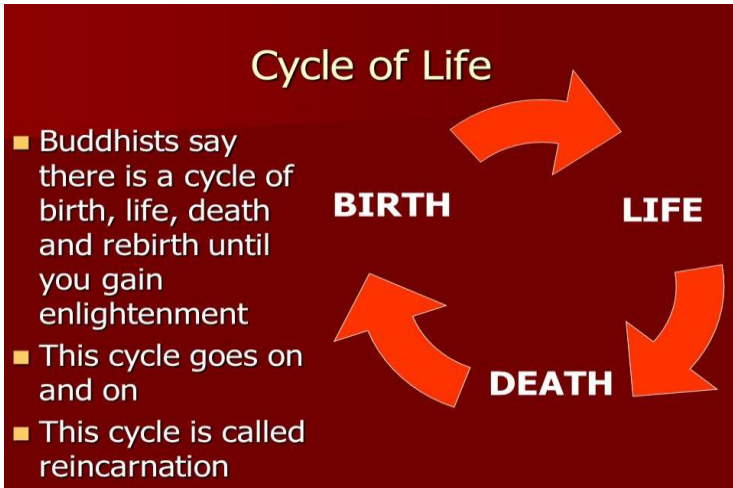 Cycle of Life
Buddhists say
there is a cycle of
birth, life, death
and rebirth until
you gain
enlightenment
This cycle goes on
and on
This cycle is called
reincarnation
BIRTH
LIFE
DEATH